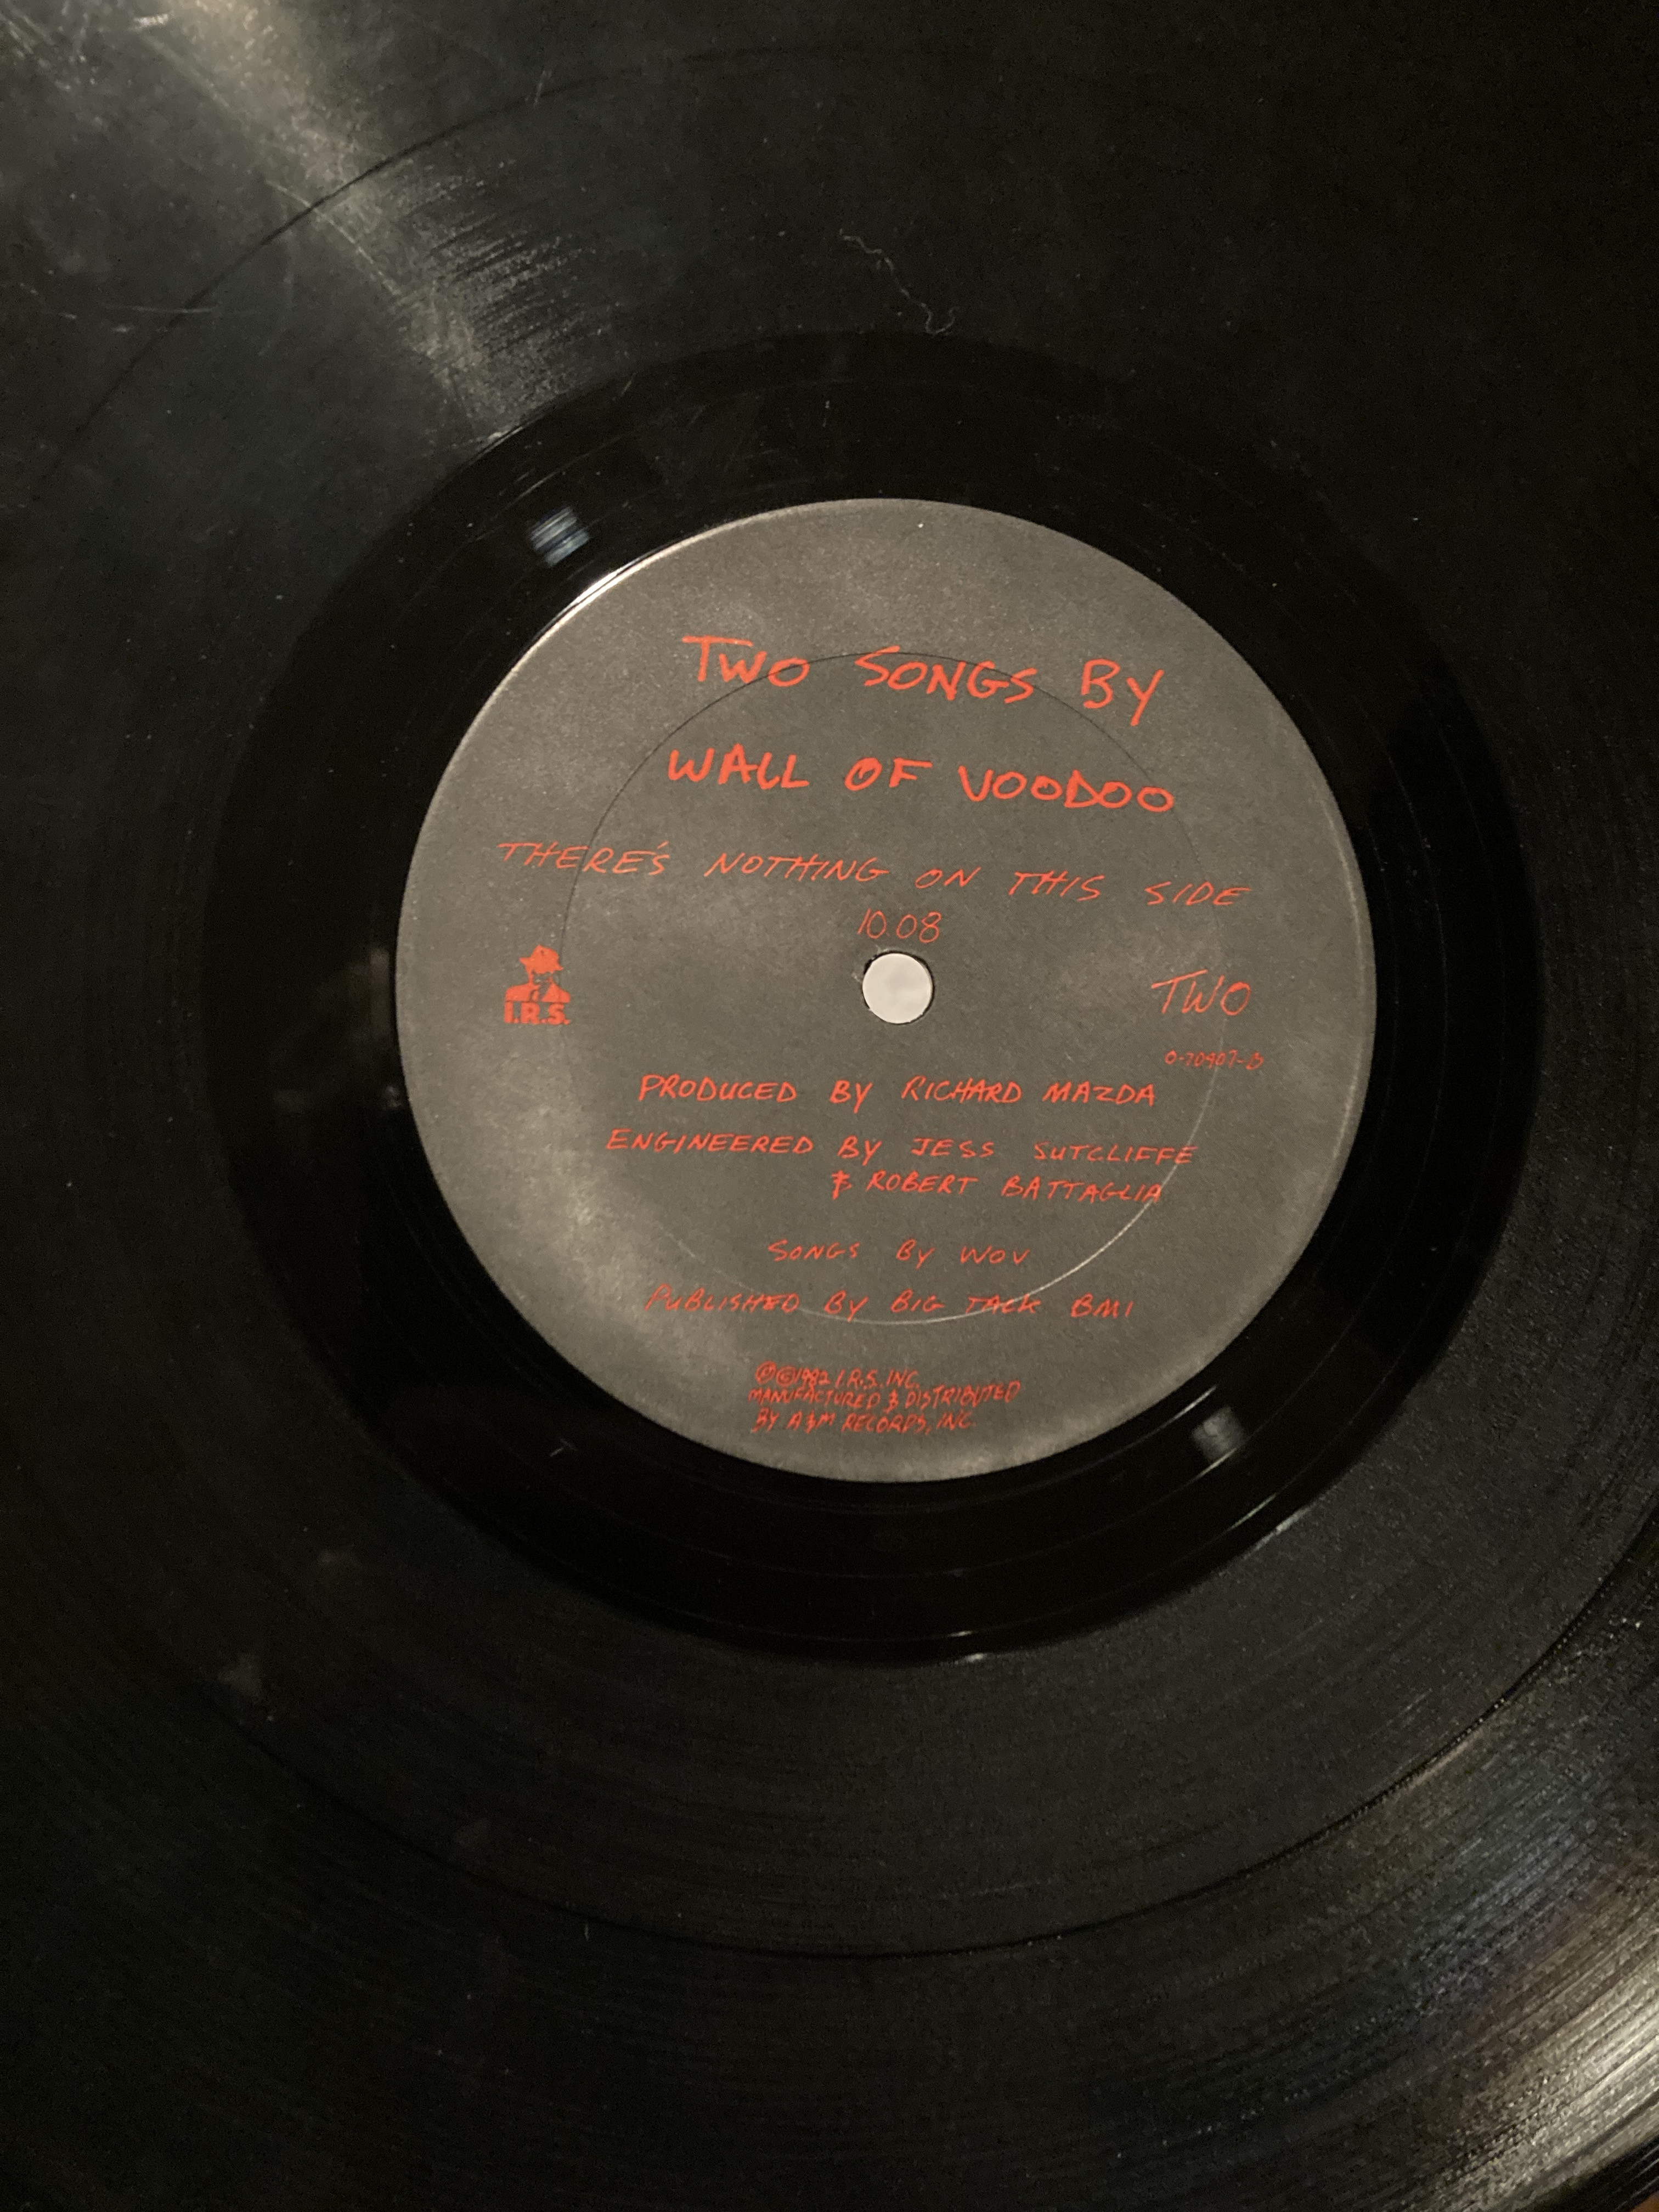 TWO SONGS BY
WALL OF VOODOO
THERE'S NOTHING ON THIS SIDE
10:08
I.R.S.
TWO
0-70407-B
PRODUCED BY RICHARD MAZDA
ENGINEERED BY JESS SUTCLIFFE
& ROBERT BATTAGLIA
SONGS BY WOV
PUBLISHED BY BIG TALK BMI
℗©1982 I.R.S. INC.
MANUFACTURED & DISTRIBUTED
BY A&M RECORDS, INC.